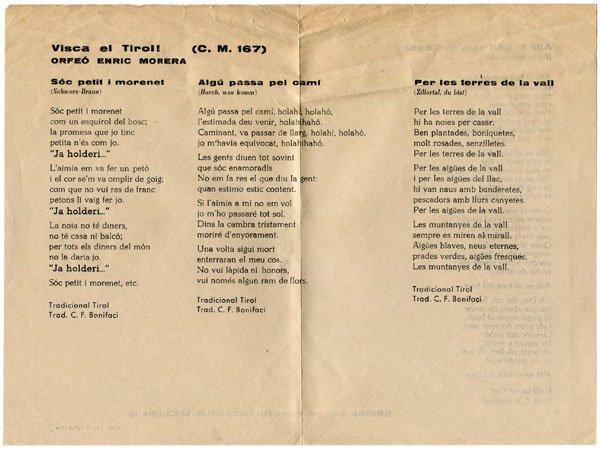 Visca el Tirol! (C. M. 167)
ORFEÓ ENRIC MORERA
Sóc petit i morenet
(Schwarz-Braun)
Sóc petit i morenet
com un esquirol del bosc;
la promesa que jo tinc
petita n'és com jo.
"Ja holderi..."
L'aimia em va fer un petó
i el cor se'm va omplir de goig,
com que no vui res de franc
petons li vaig fer jo.
"Ja holderi..."
La noia no té diners,
no té casa ni balcó;
per tots els diners del món
no la daria jo.
"Ja holderi..."
Sóc petit i morenet, etc.
Tradicional Tirol
Trad. C. F. Bonifaci
Algú passa pel camí
(Horch, was komm)
Algú passa pel camí, holahi, holahó,
l'estimada deu venir, holahihahó.
Caminant, va passar de llarg, holahi, holahó,
jo m'havia equivocat, holahihahó.
Les gents diuen tot sovint
que sóc enamoradís
No em fa res el que diu la gent:
quan estimo estic content.
Si l'aimia a mi no em vol
jo m'ho passaré tot sol.
Dins la cambra tristament
moriré d'enyorament.
Una volta sigui mort
enterraran el meu cos.
No vui làpida ni honors,
vui només algun ram de flors.
Tradicional Tirol
Trad. C. F. Bonifaci
Per les terres de la vall
(Zillertal, du bist)
Per les terres de la vall
hi ha noies per casar.
Ben plantades, boniquetes,
molt rosades, senzilletes.
Per les terres de la vall.
I per les aigües de la vall
i per les aigües del llac,
hi van naus amb banderetes,
pescadors amb llurs canyetes.
Per les aigües de la vall.
Les muntanyes de la vall
sempre es miren al mirall.
Aigües blaves, neus eternes,
prades verdes, aigües fresques.
Les muntanyes de la vall.
Tradicional Tirol
Trad. C. F. Bonifaci